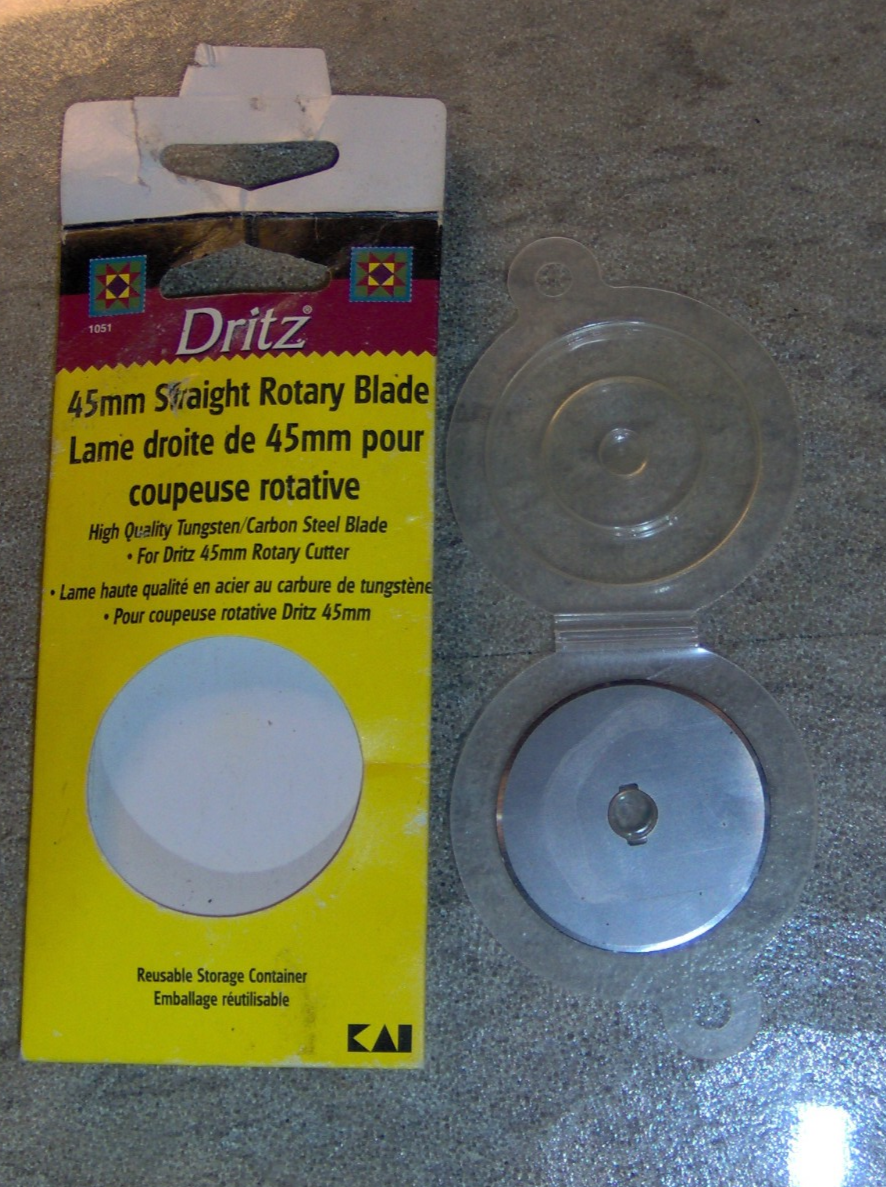 1051
Dritz®
45mm Straight Rotary Blade
Lame droite de 45mm pour
coupeuse rotative
High Quality Tungsten/Carbon Steel Blade
• For Dritz 45mm Rotary Cutter
• Lame haute qualité en acier au carbure de tungstène
• Pour coupeuse rotative Dritz 45mm
Reusable Storage Container
Emballage réutilisable
KAI